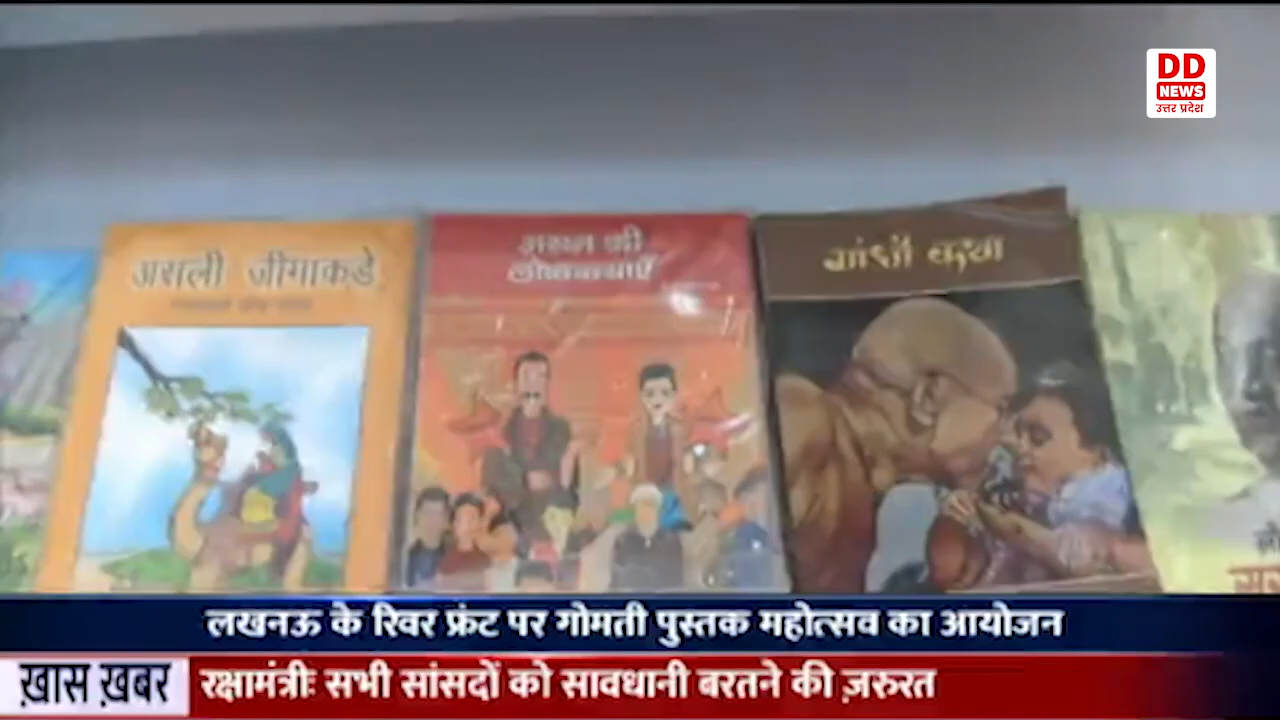 DD
NEWS
उत्तर प्रदेश
असली जींगाकडे
की
लोककथाएँ
गांधी कथा
लखनऊ के रिवर फ्रंट पर गोमती पुस्तक महोत्सव का आयोजन
ख़ास ख़बर
रक्षामंत्रीः सभी सांसदों को सावधानी बरतने की ज़रुरत